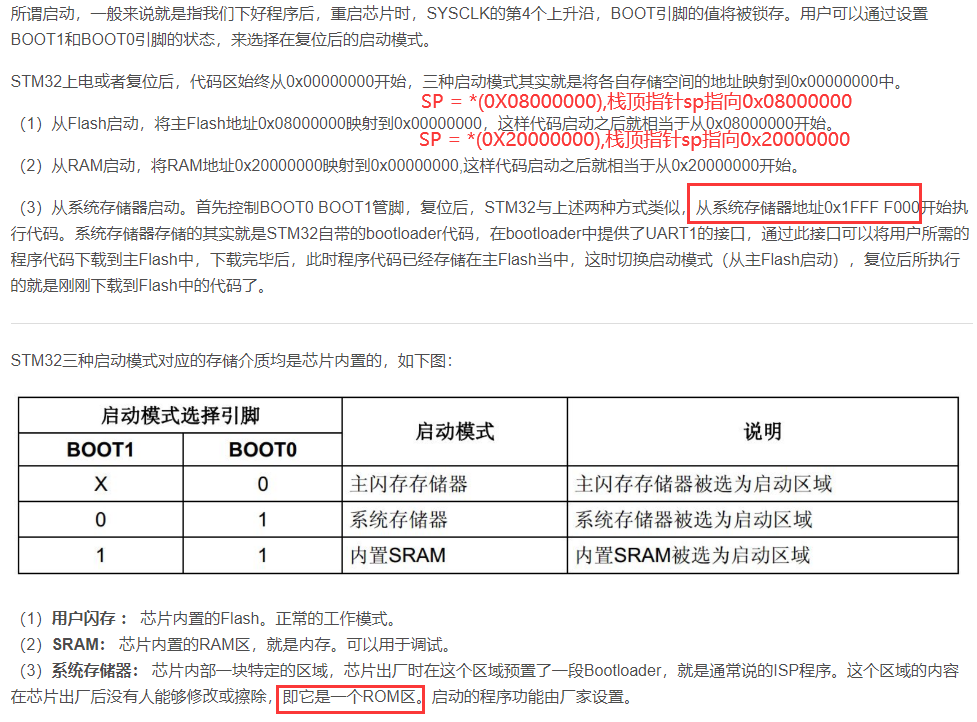 所谓启动，一般来说就是指我们下好程序后，重启芯片时，SYSCLK的第4个上升沿，BOOT引脚的值将被锁存。用户可以通过设置
BOOT1和BOOT0引脚的状态，来选择在复位后的启动模式。
STM32上电或者复位后，代码区始终从0x00000000开始，三种启动模式其实就是将各自存储空间的地址映射到0x00000000中。
SP = *(0X08000000),栈顶指针sp指向0x08000000
（1）从Flash启动，将主Flash地址0x08000000映射到0x00000000，这样代码启动之后就相当于从0x08000000开始。
SP = *(0X20000000),栈顶指针sp指向0x20000000
（2）从RAM启动，将RAM地址0x20000000映射到0x00000000,这样代码启动之后就相当于从0x20000000开始。
（3）从系统存储器启动。首先控制BOOT0 BOOT1管脚，复位后，STM32与上述两种方式类似，从系统存储器地址0x1FFF F000开始执
行代码。系统存储器存储的其实就是STM32自带的bootloader代码，在bootloader中提供了UART1的接口，通过此接口可以将用户所需的
程序代码下载到主Flash中，下载完毕后，此时程序代码已经存储在主Flash当中，这时切换启动模式（从主Flash启动），复位后所执行
的就是刚刚下载到Flash中的代码了。
STM32三种启动模式对应的存储介质均是芯片内置的，如下图：
启动模式选择引脚 启动模式 说明
BOOT1 BOOT0
X 0 主闪存存储器 主闪存存储器被选为启动区域
0 1 系统存储器 系统存储器被选为启动区域
1 1 内置SRAM 内置SRAM被选为启动区域
（1）用户闪存： 芯片内置的Flash。正常的工作模式。
（2）SRAM： 芯片内置的RAM区，就是内存。可以用于调试。
（3）系统存储器： 芯片内部一块特定的区域，芯片出厂时在这个区域预置了一段Bootloader，就是通常说的ISP程序。这个区域的内容
在芯片出厂后没有人能够修改或擦除，即它是一个ROM区。启动的程序功能由厂家设置。